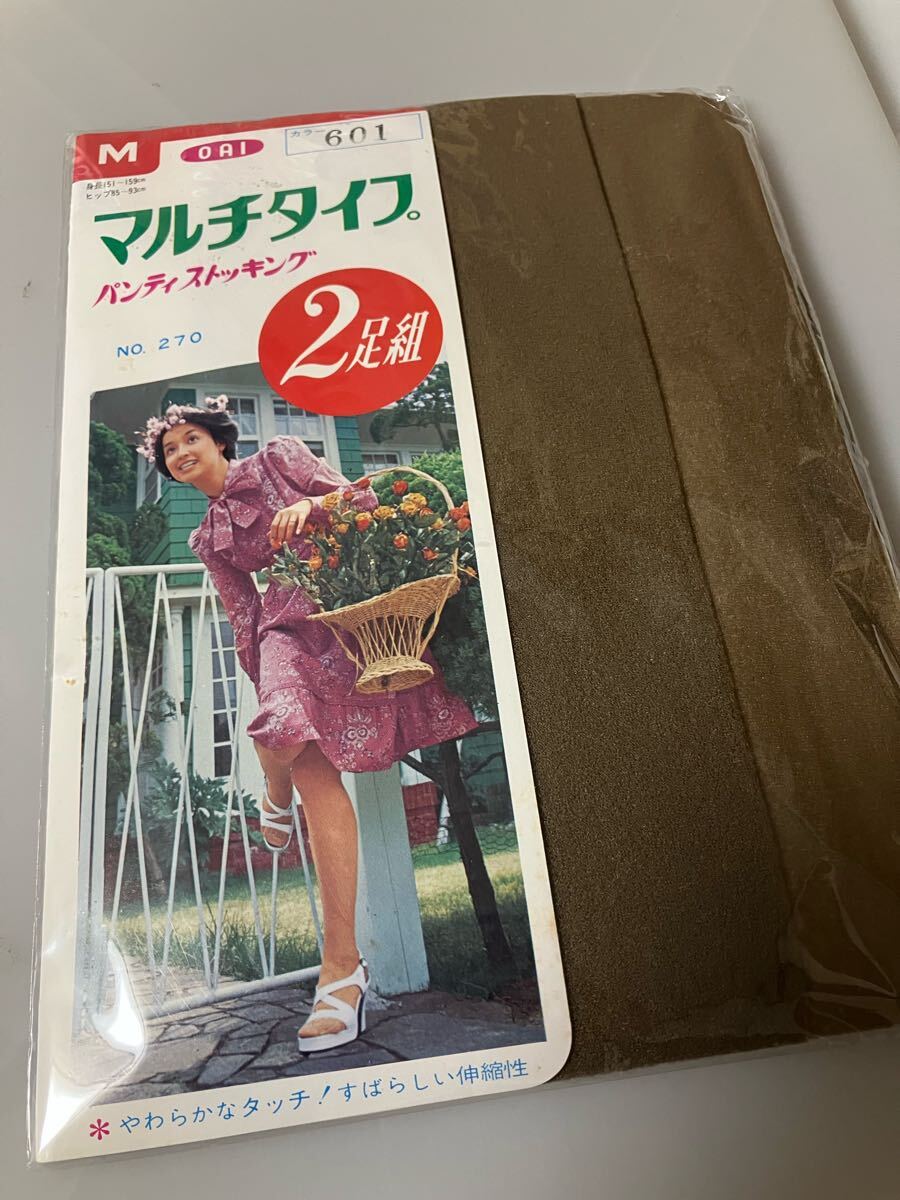 M
OAI
カラー 601
身長151〜159cm
ヒップ85〜93cm
マルチタイプ。
パンティストッキング
2足組
NO. 270
*やわらかなタッチ!すばらしい伸縮性